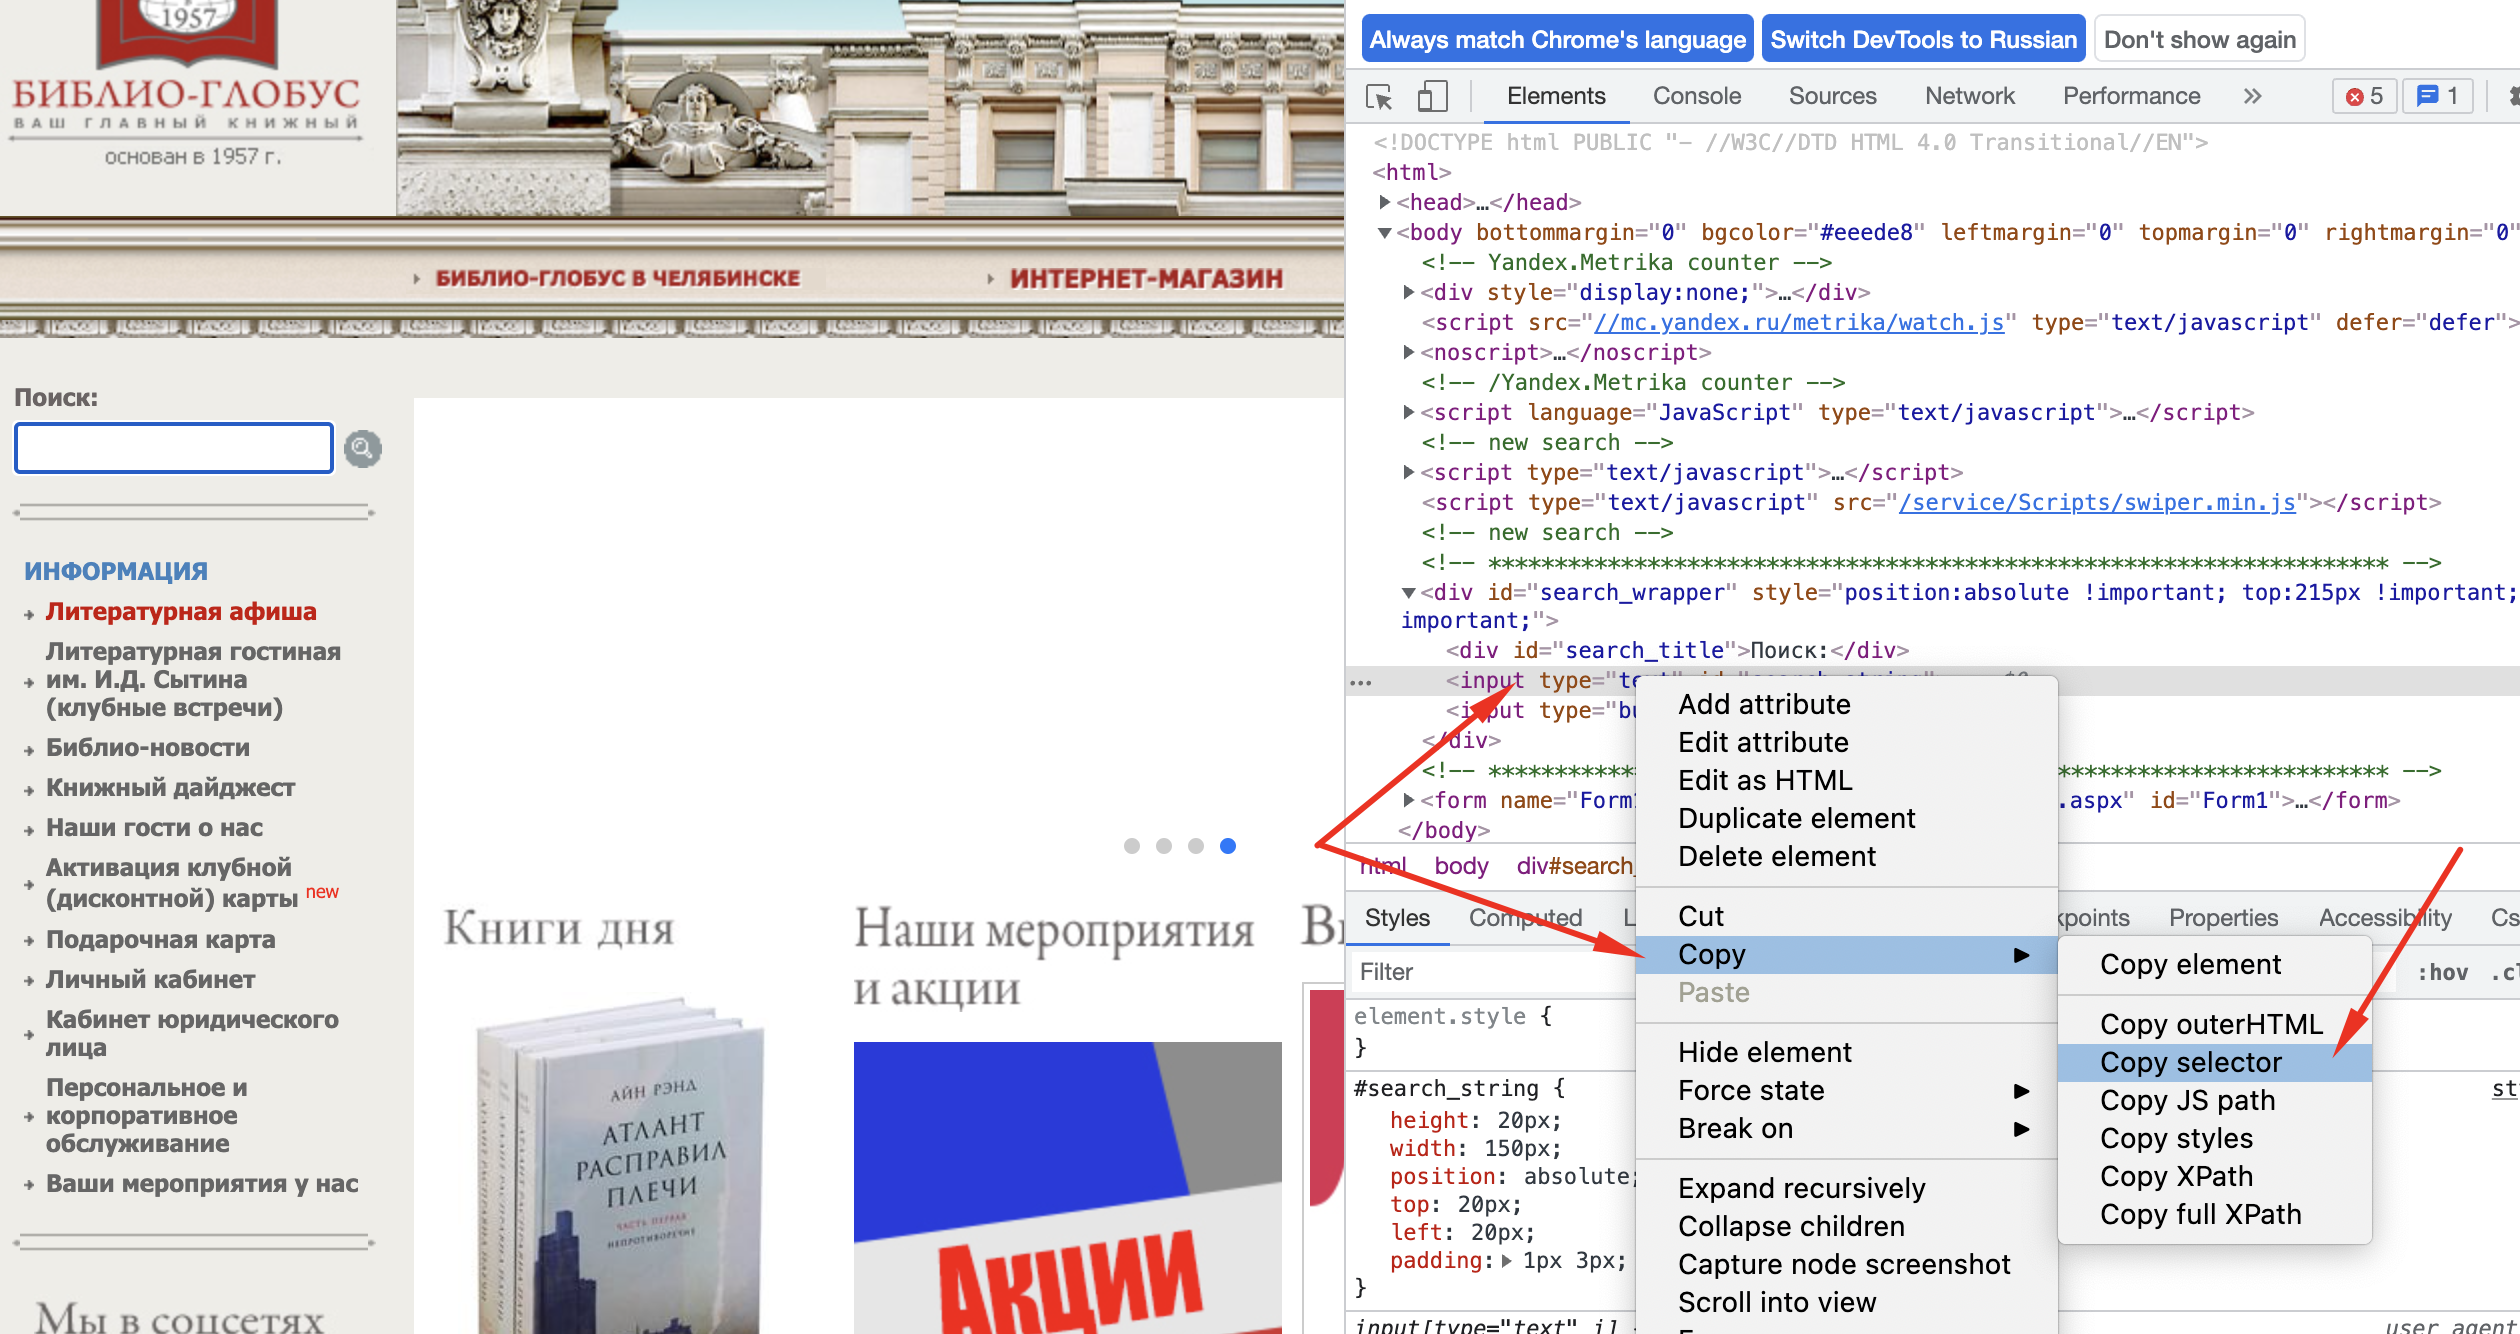 1957
БИБЛИО-ГЛОБУС
ВАШ ГЛАВНЫЙ КНИЖНЫЙ
основан в 1957 г.
БИБЛИО-ГЛОБУС В ЧЕЛЯБИНСКЕ
ИНТЕРНЕТ-МАГАЗИН
Поиск:
ИНФОРМАЦИЯ
Литературная афиша
Литературная гостиная
им. И.Д. Сытина
(клубные встречи)
Библио-новости
Книжный дайджест
Наши гости о нас
Активация клубной
(дисконтной) карты new
Подарочная карта
Личный кабинет
Кабинет юридического
лица
Персональное и
корпоративное
обслуживание
Ваши мероприятия у нас
Мы в соцсетях
Книги дня
АЙН РЭНД
АТЛАНТ
РАСПРАВИЛ
ПЛЕЧИ
ЧАСТЬ ПЕРВАЯ
НЕПРОТИВОРЕЧИЕ
Наши мероприятия
и акции
АКЦИИ
Always match Chrome's language Switch DevTools to Russian Don't show again
Elements Console Sources Network Performance » 5 1
<!DOCTYPE html PUBLIC "- //W3C//DTD HTML 4.0 Transitional//EN">
<html>
<head>…</head>
<body bottommargin="0" bgcolor="#eeede8" leftmargin="0" topmargin="0" rightmargin="0"
<!-- Yandex.Metrika counter -->
<div style="display:none;">…</div>
<script src="//mc.yandex.ru/metrika/watch.js" type="text/javascript" defer="defer">
<noscript>…</noscript>
<!-- /Yandex.Metrika counter -->
<script language="JavaScript" type="text/javascript">…</script>
<!-- new search -->
<script type="text/javascript">…</script>
<script type="text/javascript" src="/service/Scripts/swiper.min.js"></script>
<!-- new search -->
<!-- ******************************************************************** -->
<div id="search_wrapper" style="position:absolute !important; top:215px !important;
important;">
<div id="search_title">Поиск:</div>
<input type="text" id="search_string"> $0
<input type="bu
</div>
<!-- *********** ************************* -->
<form name="Form1 .aspx" id="Form1">…</form>
</body>
html body div#search_
Styles Computed L kpoints Properties Accessibility Cs
Filter :hov .cl
element.style {
}
#search_string {
height: 20px;
width: 150px;
position: absolute;
top: 20px;
left: 20px;
padding: 1px 3px;
}
input[type="text" i] user agent
Add attribute
Edit attribute
Edit as HTML
Duplicate element
Delete element
Cut
Copy
Paste
Hide element
Force state
Break on
Expand recursively
Collapse children
Capture node screenshot
Scroll into view
Copy element
Copy outerHTML
Copy selector
Copy JS path
Copy styles
Copy XPath
Copy full XPath